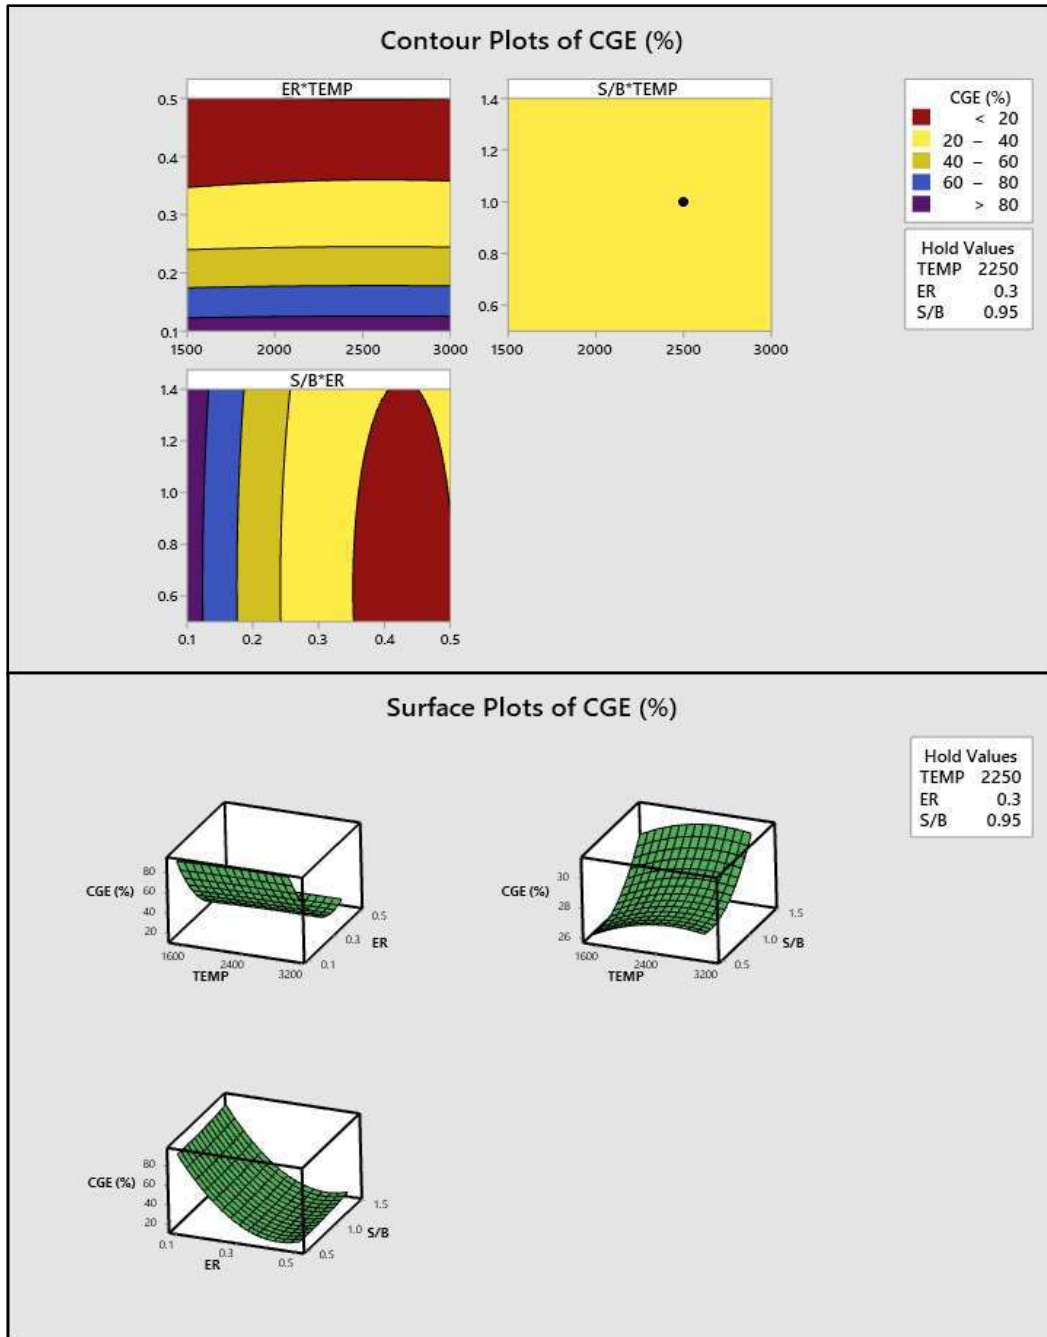 Contour Plots of CGE (%)
ER*TEMP
0.5
0.4
0.3
0.2
0.1
1500 2000 2500 3000
S/B*TEMP
1.4
1.2
1.0
0.8
0.6
1500 2000 2500 3000
CGE (%)
< 20
20 – 40
40 – 60
60 – 80
> 80
Hold Values
TEMP 2250
ER 0.3
S/B 0.95
S/B*ER
1.4
1.2
1.0
0.8
0.6
0.1 0.2 0.3 0.4 0.5
Surface Plots of CGE (%)
Hold Values
TEMP 2250
ER 0.3
S/B 0.95
CGE (%)
80
60
40
20
1600 2400 3200
TEMP
0.1 0.3 0.5
ER
CGE (%)
30
28
26
1600 2400 3200
TEMP
0.5 1.0 1.5
S/B
CGE (%)
80
60
40
20
0.1 0.3 0.5
ER
0.5 1.0 1.5
S/B